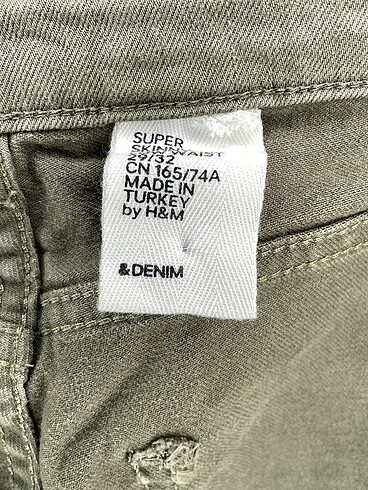 SUPER
SKINNY WAIST
29/32
CN 165/74A
MADE IN
TURKEY
by H&M
&DENIM